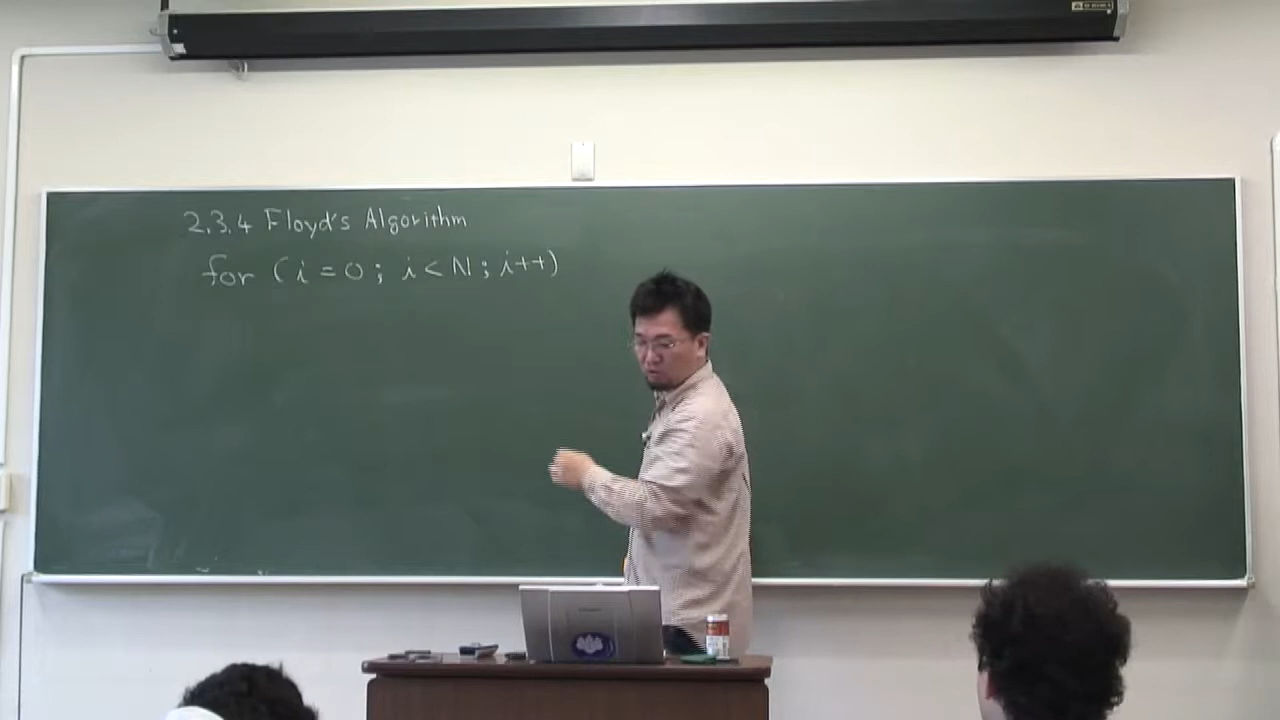 2.3.4 Floyd's Algorithm
for (i=0; i<N; i++)